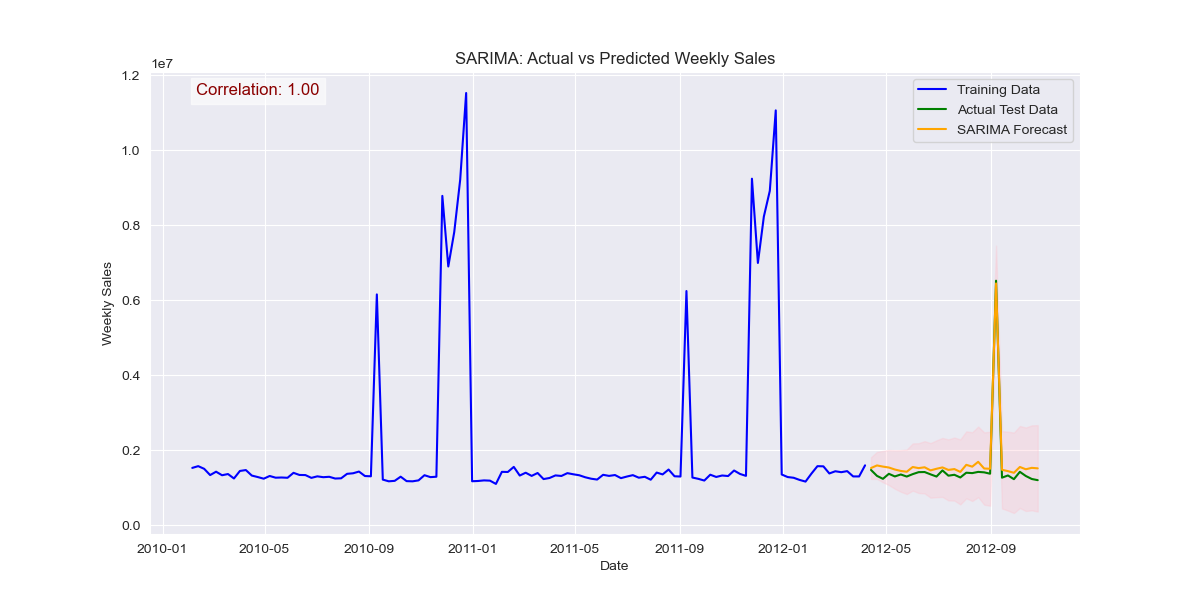 SARIMA: Actual vs Predicted Weekly Sales
1e7
Correlation: 1.00
Training Data
Actual Test Data
SARIMA Forecast
1.2
1.0
0.8
0.6
0.4
0.2
0.0
Weekly Sales
2010-01 2010-05 2010-09 2011-01 2011-05 2011-09 2012-01 2012-05 2012-09
Date